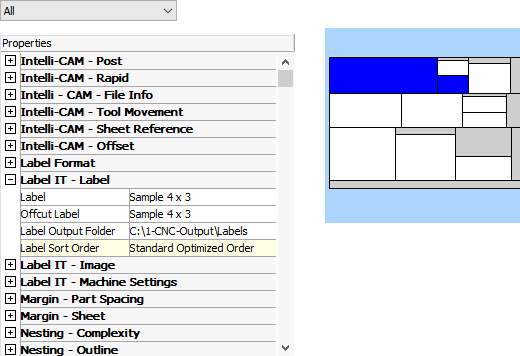 All
Properties
Intelli-CAM - Post
Intelli-CAM - Rapid
Intelli - CAM - File Info
Intelli-CAM - Tool Movement
Intelli-CAM - Sheet Reference
Intelli-CAM - Offset
Label Format
Label IT - Label
Label Sample 4 x 3
Offcut Label Sample 4 x 3
Label Output Folder C:\1-CNC-Output\Labels
Label Sort Order Standard Optimized Order
Label IT - Image
Label IT - Machine Settings
Margin - Part Spacing
Margin - Sheet
Nesting - Complexity
Nesting - Outline